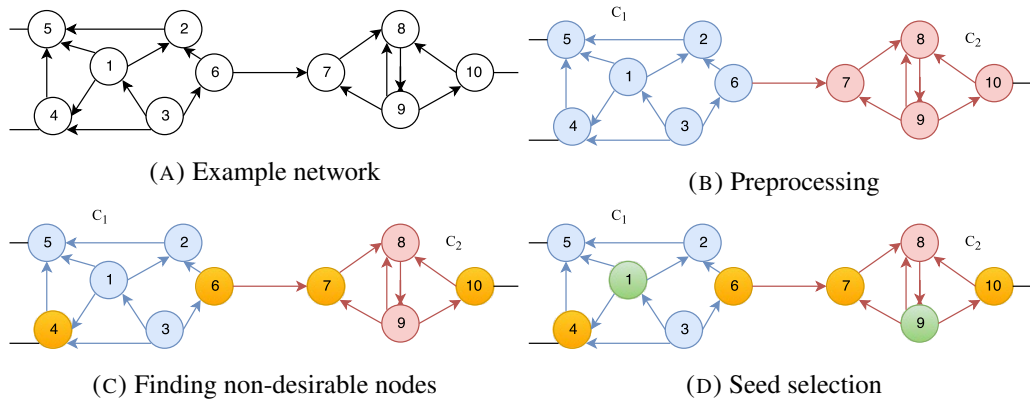 5 2 8
1 6 7 10
4 3 9
(A) Example network
C1 C2
5 2 8
1 6 7 10
4 3 9
(B) Preprocessing
C1 C2
5 2 8
1 6 7 10
4 3 9
(C) Finding non-desirable nodes
C1 C2
5 2 8
1 6 7 10
4 3 9
(D) Seed selection